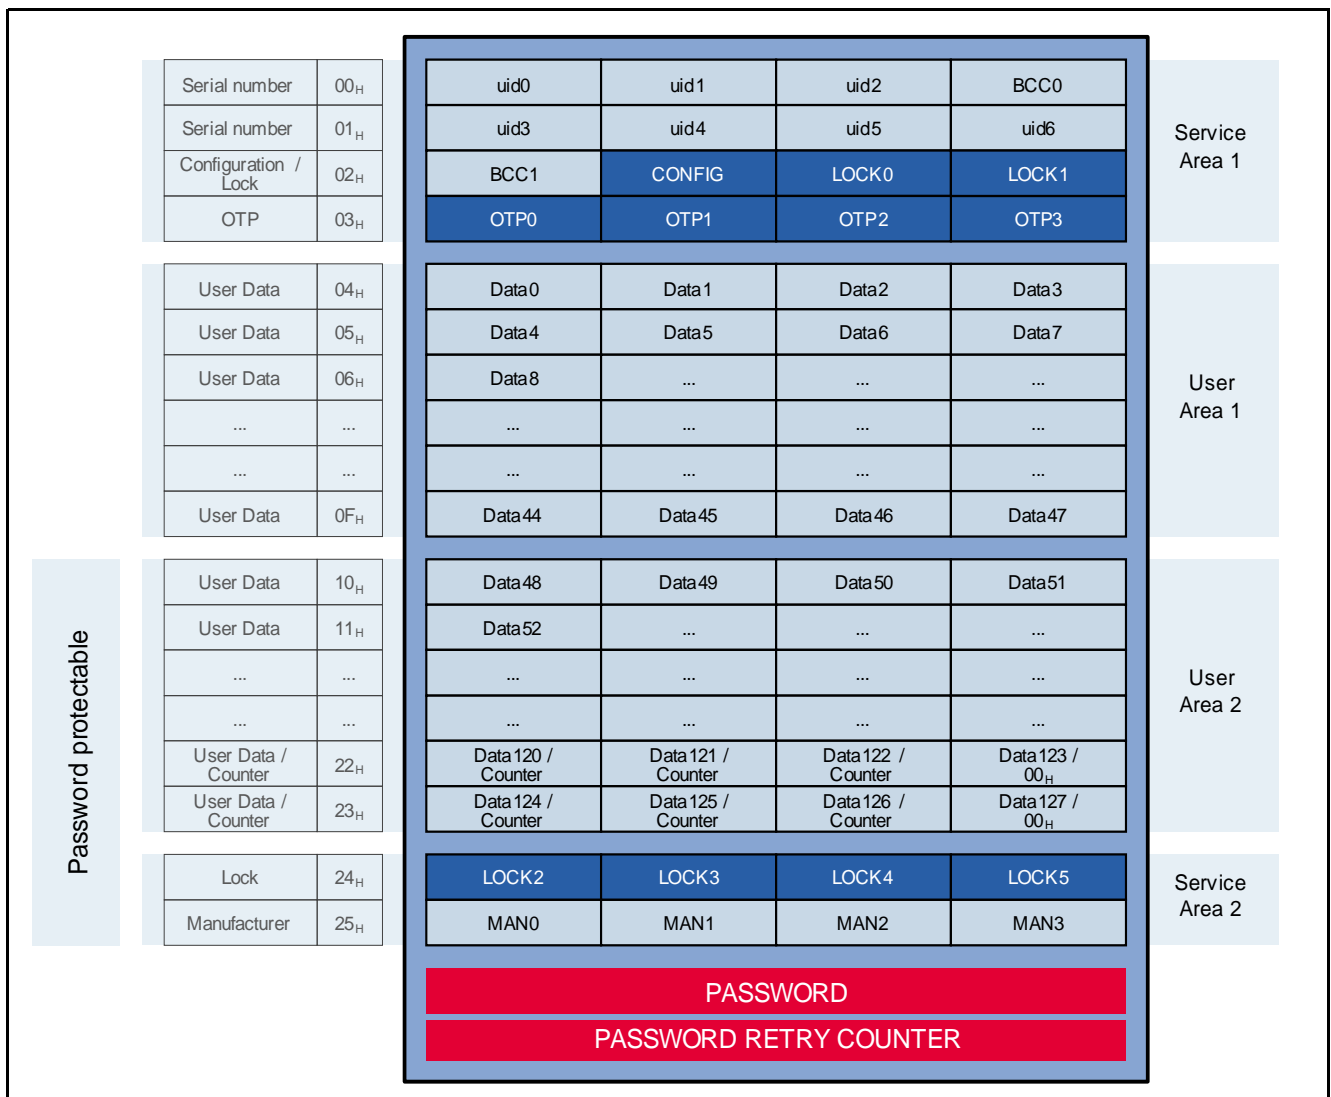 Serial number 00H uid0 uid1 uid2 BCC0
Serial number 01H uid3 uid4 uid5 uid6
Service
Area 1
Configuration /
Lock 02H BCC1 CONFIG LOCK0 LOCK1
OTP 03H OTP0 OTP1 OTP2 OTP3
User Data 04H Data0 Data1 Data2 Data3
User Data 05H Data4 Data5 Data6 Data7
User Data 06H Data8 ... ... ...
User
Area 1
... ... ... ... ... ...
... ... ... ... ... ...
User Data 0FH Data44 Data45 Data46 Data47
Password protectable
User Data 10H Data48 Data49 Data50 Data51
User Data 11H Data52 ... ... ...
... ... ... ... ... ...
User
Area 2
... ... ... ... ... ...
User Data / Data120 / Data121 / Data122 / Data123 /
Counter 22H Counter Counter Counter 00H
User Data / Data124 / Data125 / Data126 / Data127 /
Counter 23H Counter Counter Counter 00H
Lock 24H LOCK2 LOCK3 LOCK4 LOCK5
Service
Area 2
Manufacturer 25H MAN0 MAN1 MAN2 MAN3
PASSWORD
PASSWORD RETRY COUNTER